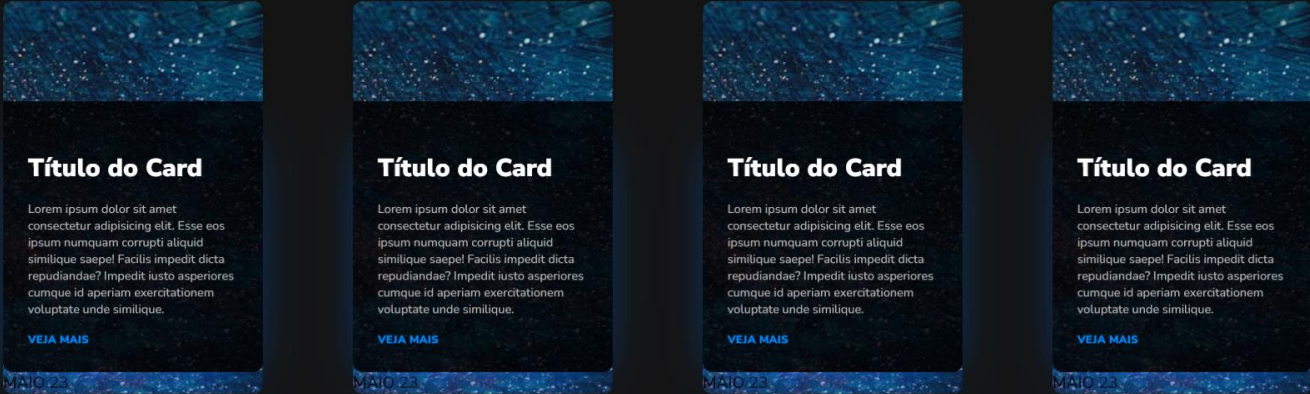 Título do Card
Lorem ipsum dolor sit amet
consectetur adipisicing elit. Esse eos
ipsum numquam corrupti aliquid
similique saepe! Facilis impedit dicta
repudiandae? Impedit iusto asperiores
cumque id aperiam exercitationem
voluptate unde similique.
VEJA MAIS
MAIO 23
Título do Card
Lorem ipsum dolor sit amet
consectetur adipisicing elit. Esse eos
ipsum numquam corrupti aliquid
similique saepe! Facilis impedit dicta
repudiandae? Impedit iusto asperiores
cumque id aperiam exercitationem
voluptate unde similique.
VEJA MAIS
MAIO 23
Título do Card
Lorem ipsum dolor sit amet
consectetur adipisicing elit. Esse eos
ipsum numquam corrupti aliquid
similique saepe! Facilis impedit dicta
repudiandae? Impedit iusto asperiores
cumque id aperiam exercitationem
voluptate unde similique.
VEJA MAIS
MAIO 23
Título do Card
Lorem ipsum dolor sit amet
consectetur adipisicing elit. Esse eos
ipsum numquam corrupti aliquid
similique saepe! Facilis impedit dicta
repudiandae? Impedit iusto asperiores
cumque id aperiam exercitationem
voluptate unde similique.
VEJA MAIS
MAIO 23